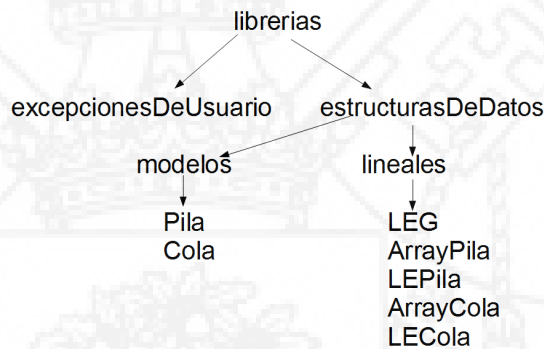 librerias
excepcionesDeUsuario estructurasDeDatos
modelos lineales
Pila LEG
Cola ArrayPila
LEPila
ArrayCola
LECola